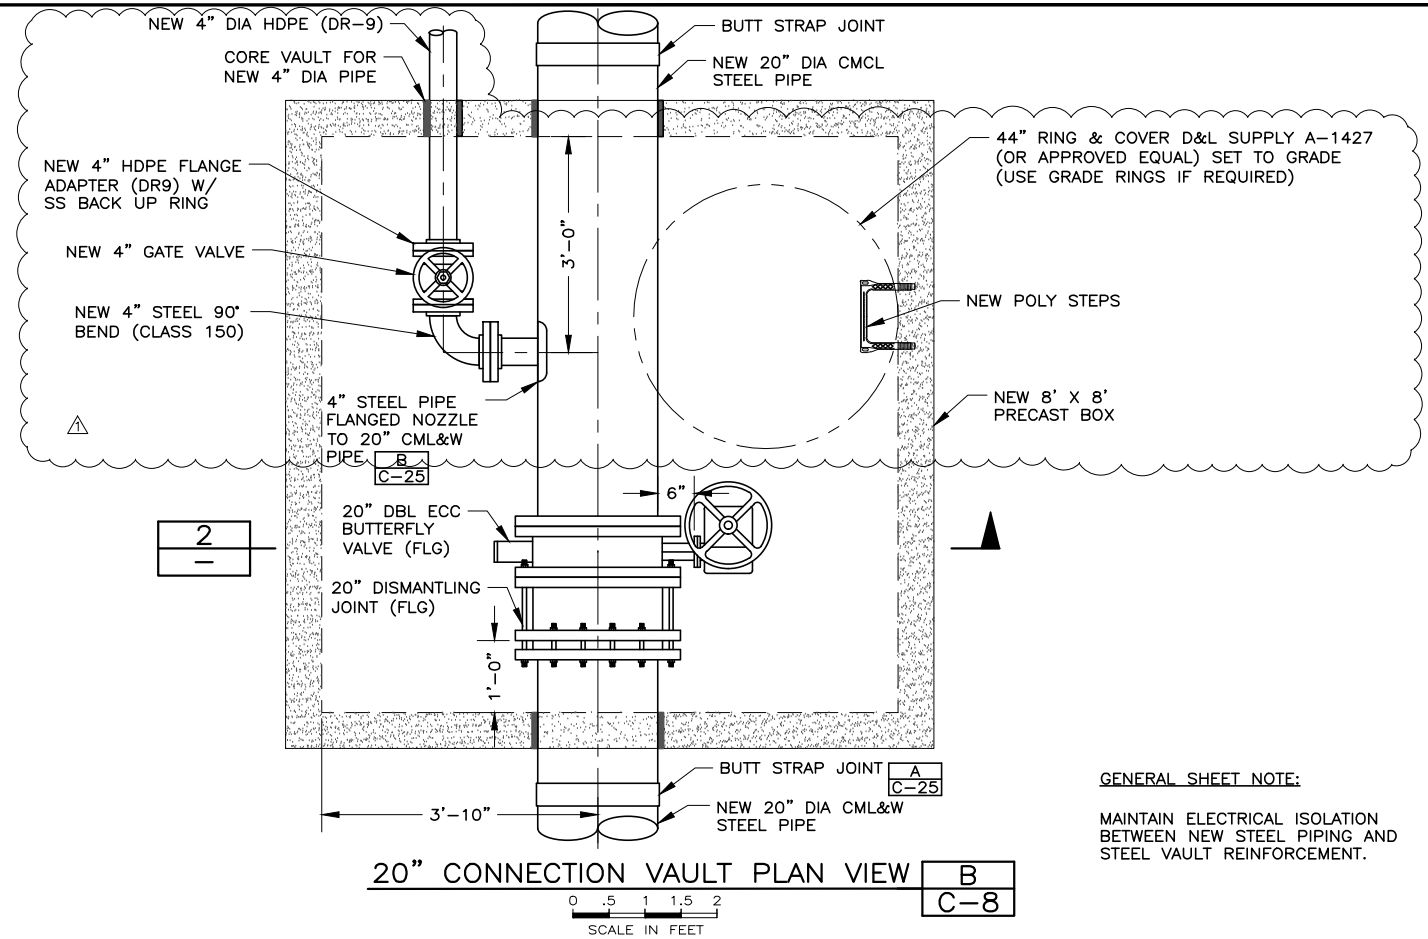 NEW 4” DIA HDPE (DR-9)
CORE VAULT FOR
NEW 4” DIA PIPE
BUTT STRAP JOINT
NEW 20” DIA CMCL
STEEL PIPE
44” RING & COVER D&L SUPPLY A-1427
(OR APPROVED EQUAL) SET TO GRADE
(USE GRADE RINGS IF REQUIRED)
NEW 4” HDPE FLANGE
ADAPTER (DR9) W/
SS BACK UP RING
NEW 4” GATE VALVE
NEW 4” STEEL 90°
BEND (CLASS 150)
3’-0”
NEW POLY STEPS
NEW 8’ X 8’
PRECAST BOX
1
4” STEEL PIPE
FLANGED NOZZLE
TO 20” CML&W
PIPE
B
C-25
6”
20” DBL ECC
BUTTERFLY
VALVE (FLG)
2
-
20” DISMANTLING
JOINT (FLG)
1’-0”
BUTT STRAP JOINT
A
C-25
3’-10”
NEW 20” DIA CML&W
STEEL PIPE
GENERAL SHEET NOTE:
MAINTAIN ELECTRICAL ISOLATION
BETWEEN NEW STEEL PIPING AND
STEEL VAULT REINFORCEMENT.
20” CONNECTION VAULT PLAN VIEW
B
C-8
0 .5 1 1.5 2
SCALE IN FEET